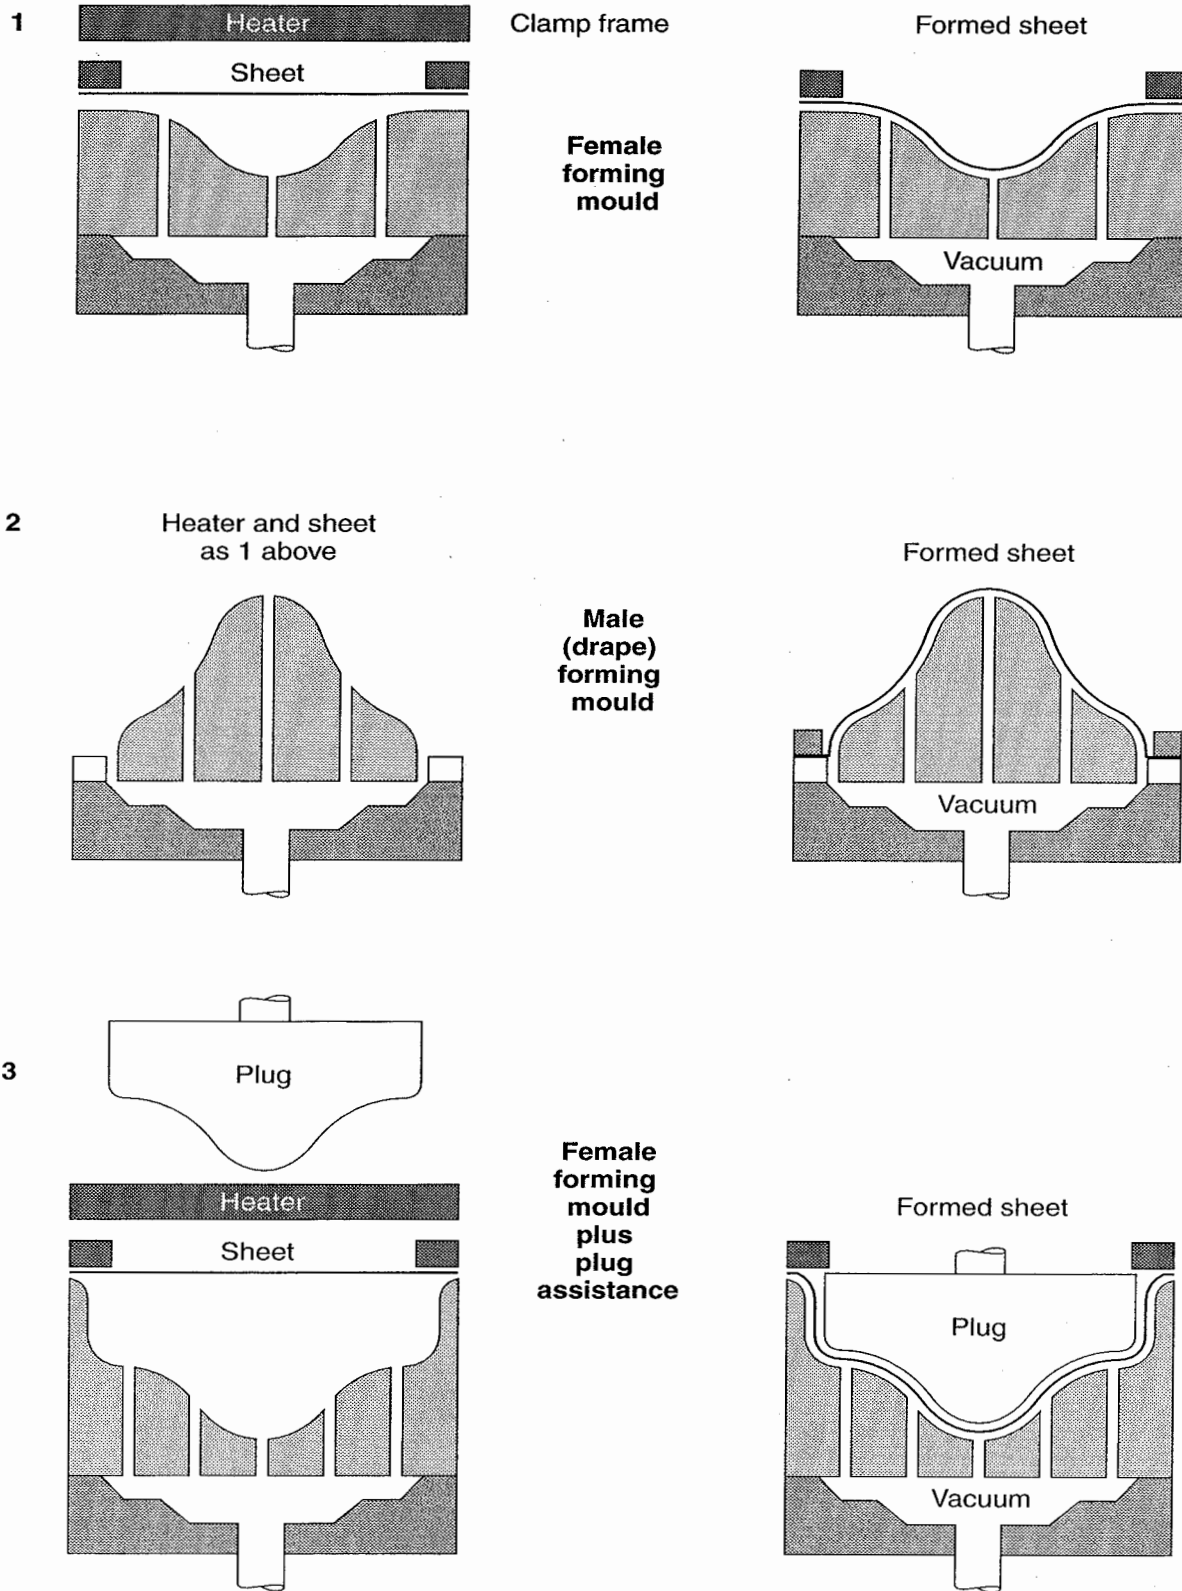 1
Heater
Clamp frame
Formed sheet
Sheet
Female
forming
mould
Vacuum
2
Heater and sheet
as 1 above
Formed sheet
Male
(drape)
forming
mould
Vacuum
3
Plug
Heater
Sheet
Female
forming
mould
plus
plug
assistance
Formed sheet
Plug
Vacuum